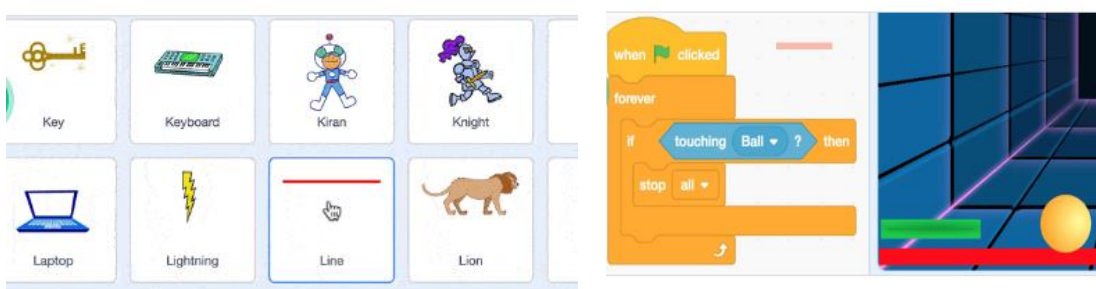 Key Keyboard Kiran Knight
Laptop Lightning Line Lion
when clicked
forever
if touching Ball ? then
stop all